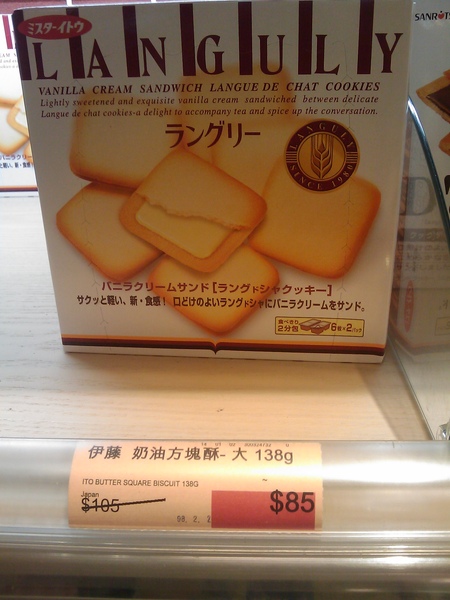 ミスターイトウ
LANGULY
VANILLA CREAM SANDWICH LANGUE DE CHAT COOKIES
Lightly sweetened and exquisite vanilla cream sandwiched between delicate
Langue de chat cookies-a delight to accompany tea and spice up the conversation.
ラングリー
LANGULY
SINCE 1980
バニラクリームサンド[ラングドシャクッキー]
サクッと軽い、新・食感! 口どけのよいラングドシャにバニラクリームをサンド。
食べきり
2分包
6個×2パック
SANRITS
伊藤 奶油方塊酥-大 138g
ITO BUTTER SQUARE BISCUIT 138G
Japan
$105
$85